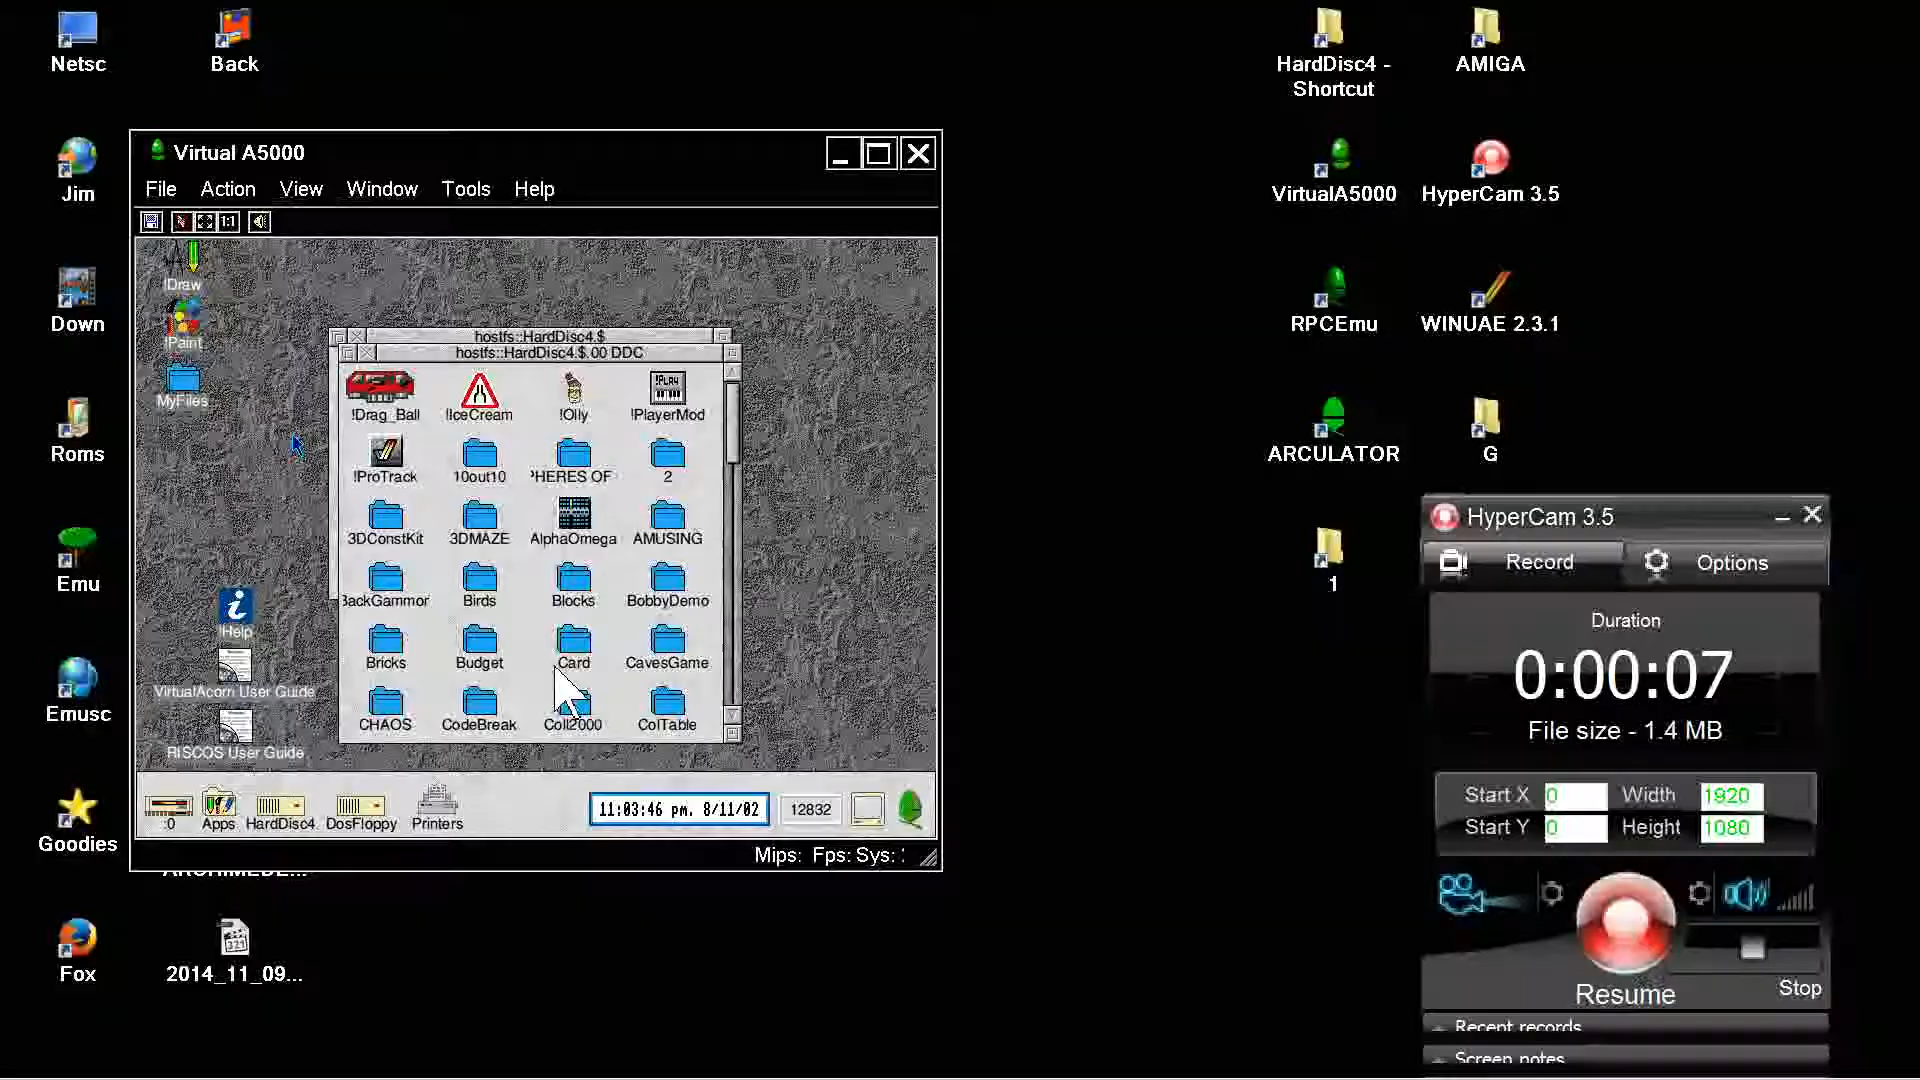 Netsc
Back
HardDisc4 -
Shortcut
AMIGA
Jim
VirtualA5000
HyperCam 3.5
Down
RPCEmu
WINUAE 2.3.1
Roms
ARCULATOR
G
Emu
1
Emusc
Goodies
Fox
2014_11_09...
Virtual A5000
File Action View Window Tools Help
1:1
!Draw
!Paint
MyFiles
!Help
VirtualAcorn User Guide
RISCOS User Guide
hostfs::HardDisc4.$
hostfs::HardDisc4.$.00 DDC
!Drag_Ball !IceCream !Olly !PlayerMod
!ProTrack 10out10 PHERES OF 2
3DConstKit 3DMAZE AlphaOmega AMUSING
BackGammor Birds Blocks BobbyDemo
Bricks Budget Card CavesGame
CHAOS CodeBreak Coll2000 ColTable
:0 Apps HardDisc4 DosFloppy Printers
11:03:46 pm. 8/11/02
12832
Mips: Fps: Sys:
HyperCam 3.5
Record Options
Duration
0:00:07
File size - 1.4 MB
Start X 0 Width 1920
Start Y 0 Height 1080
Resume
Stop
Recent records
Screen notes